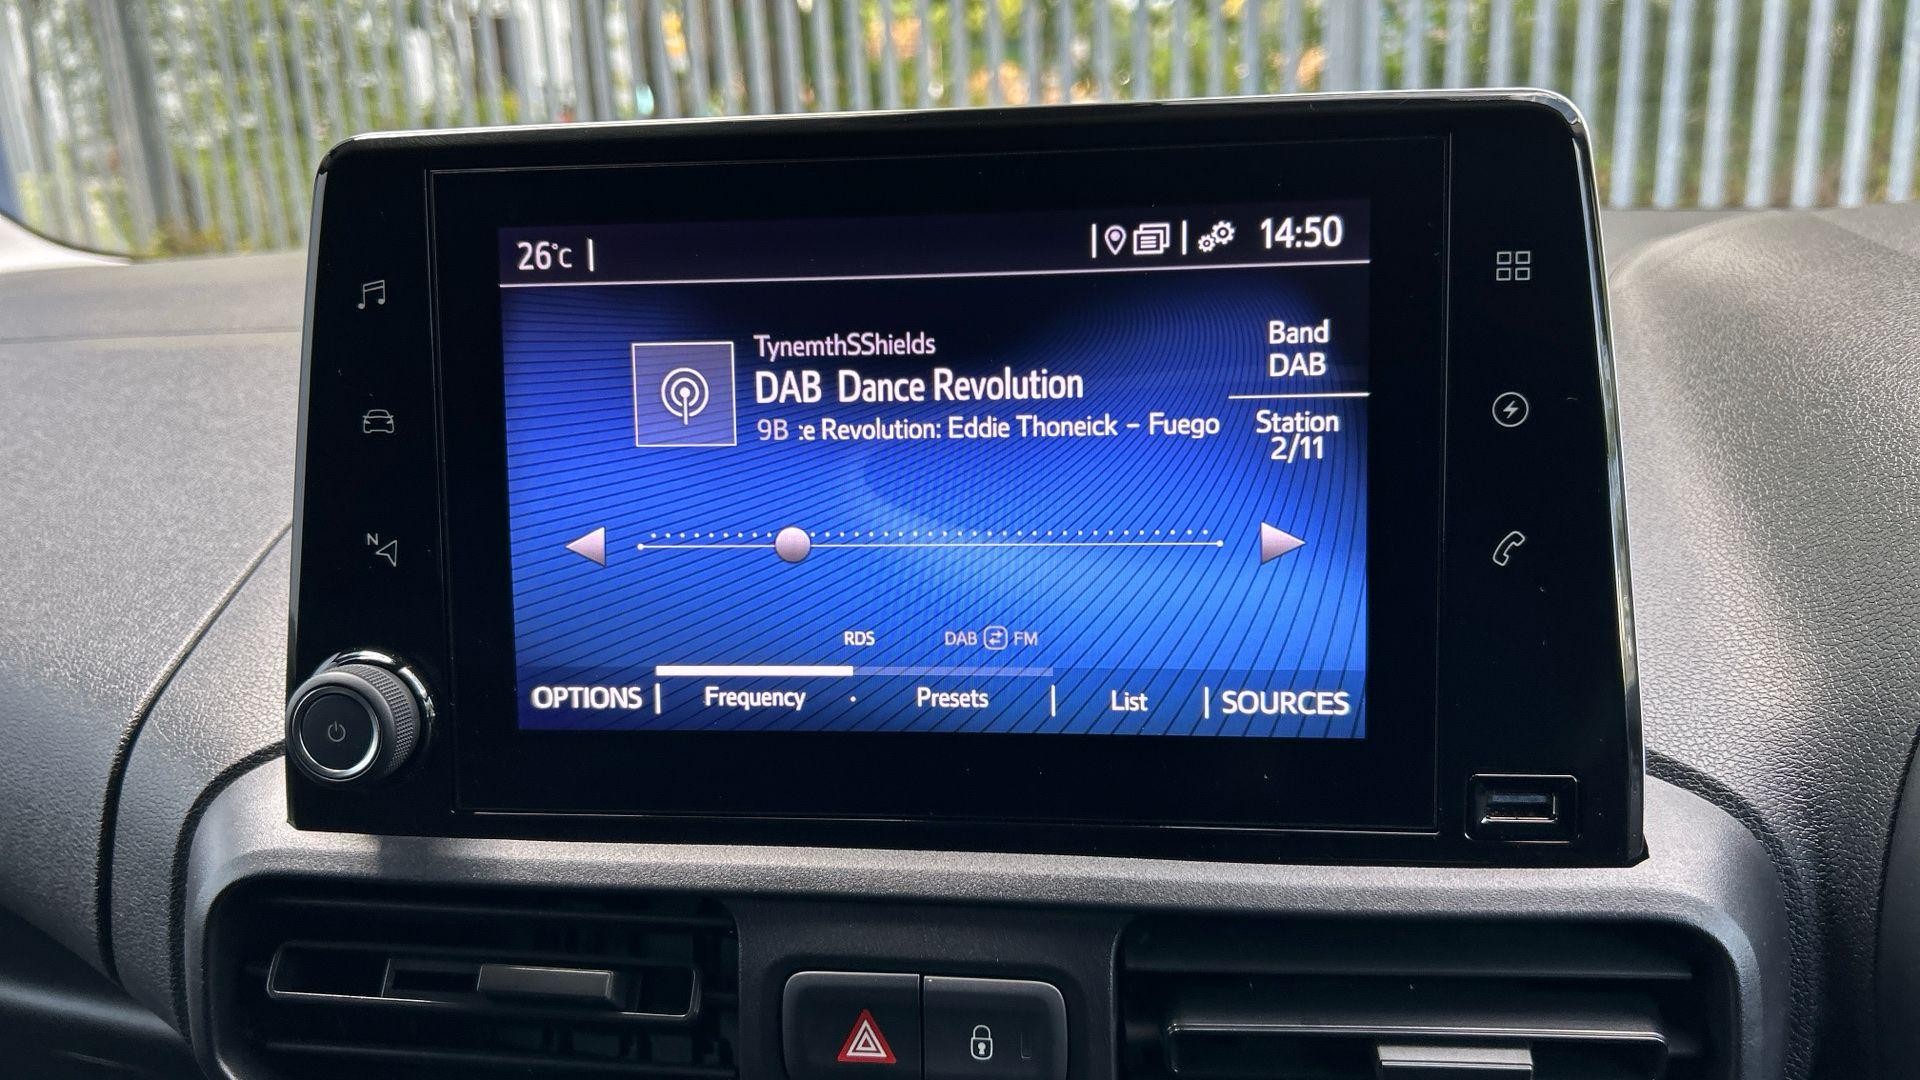 26°C
14:50
TynemthSShields
DAB Dance Revolution
9B :e Revolution: Eddie Thoneick – Fuego
Band
DAB
Station
2/11
N
RDS
DAB FM
OPTIONS | Frequency · Presets | List | SOURCES